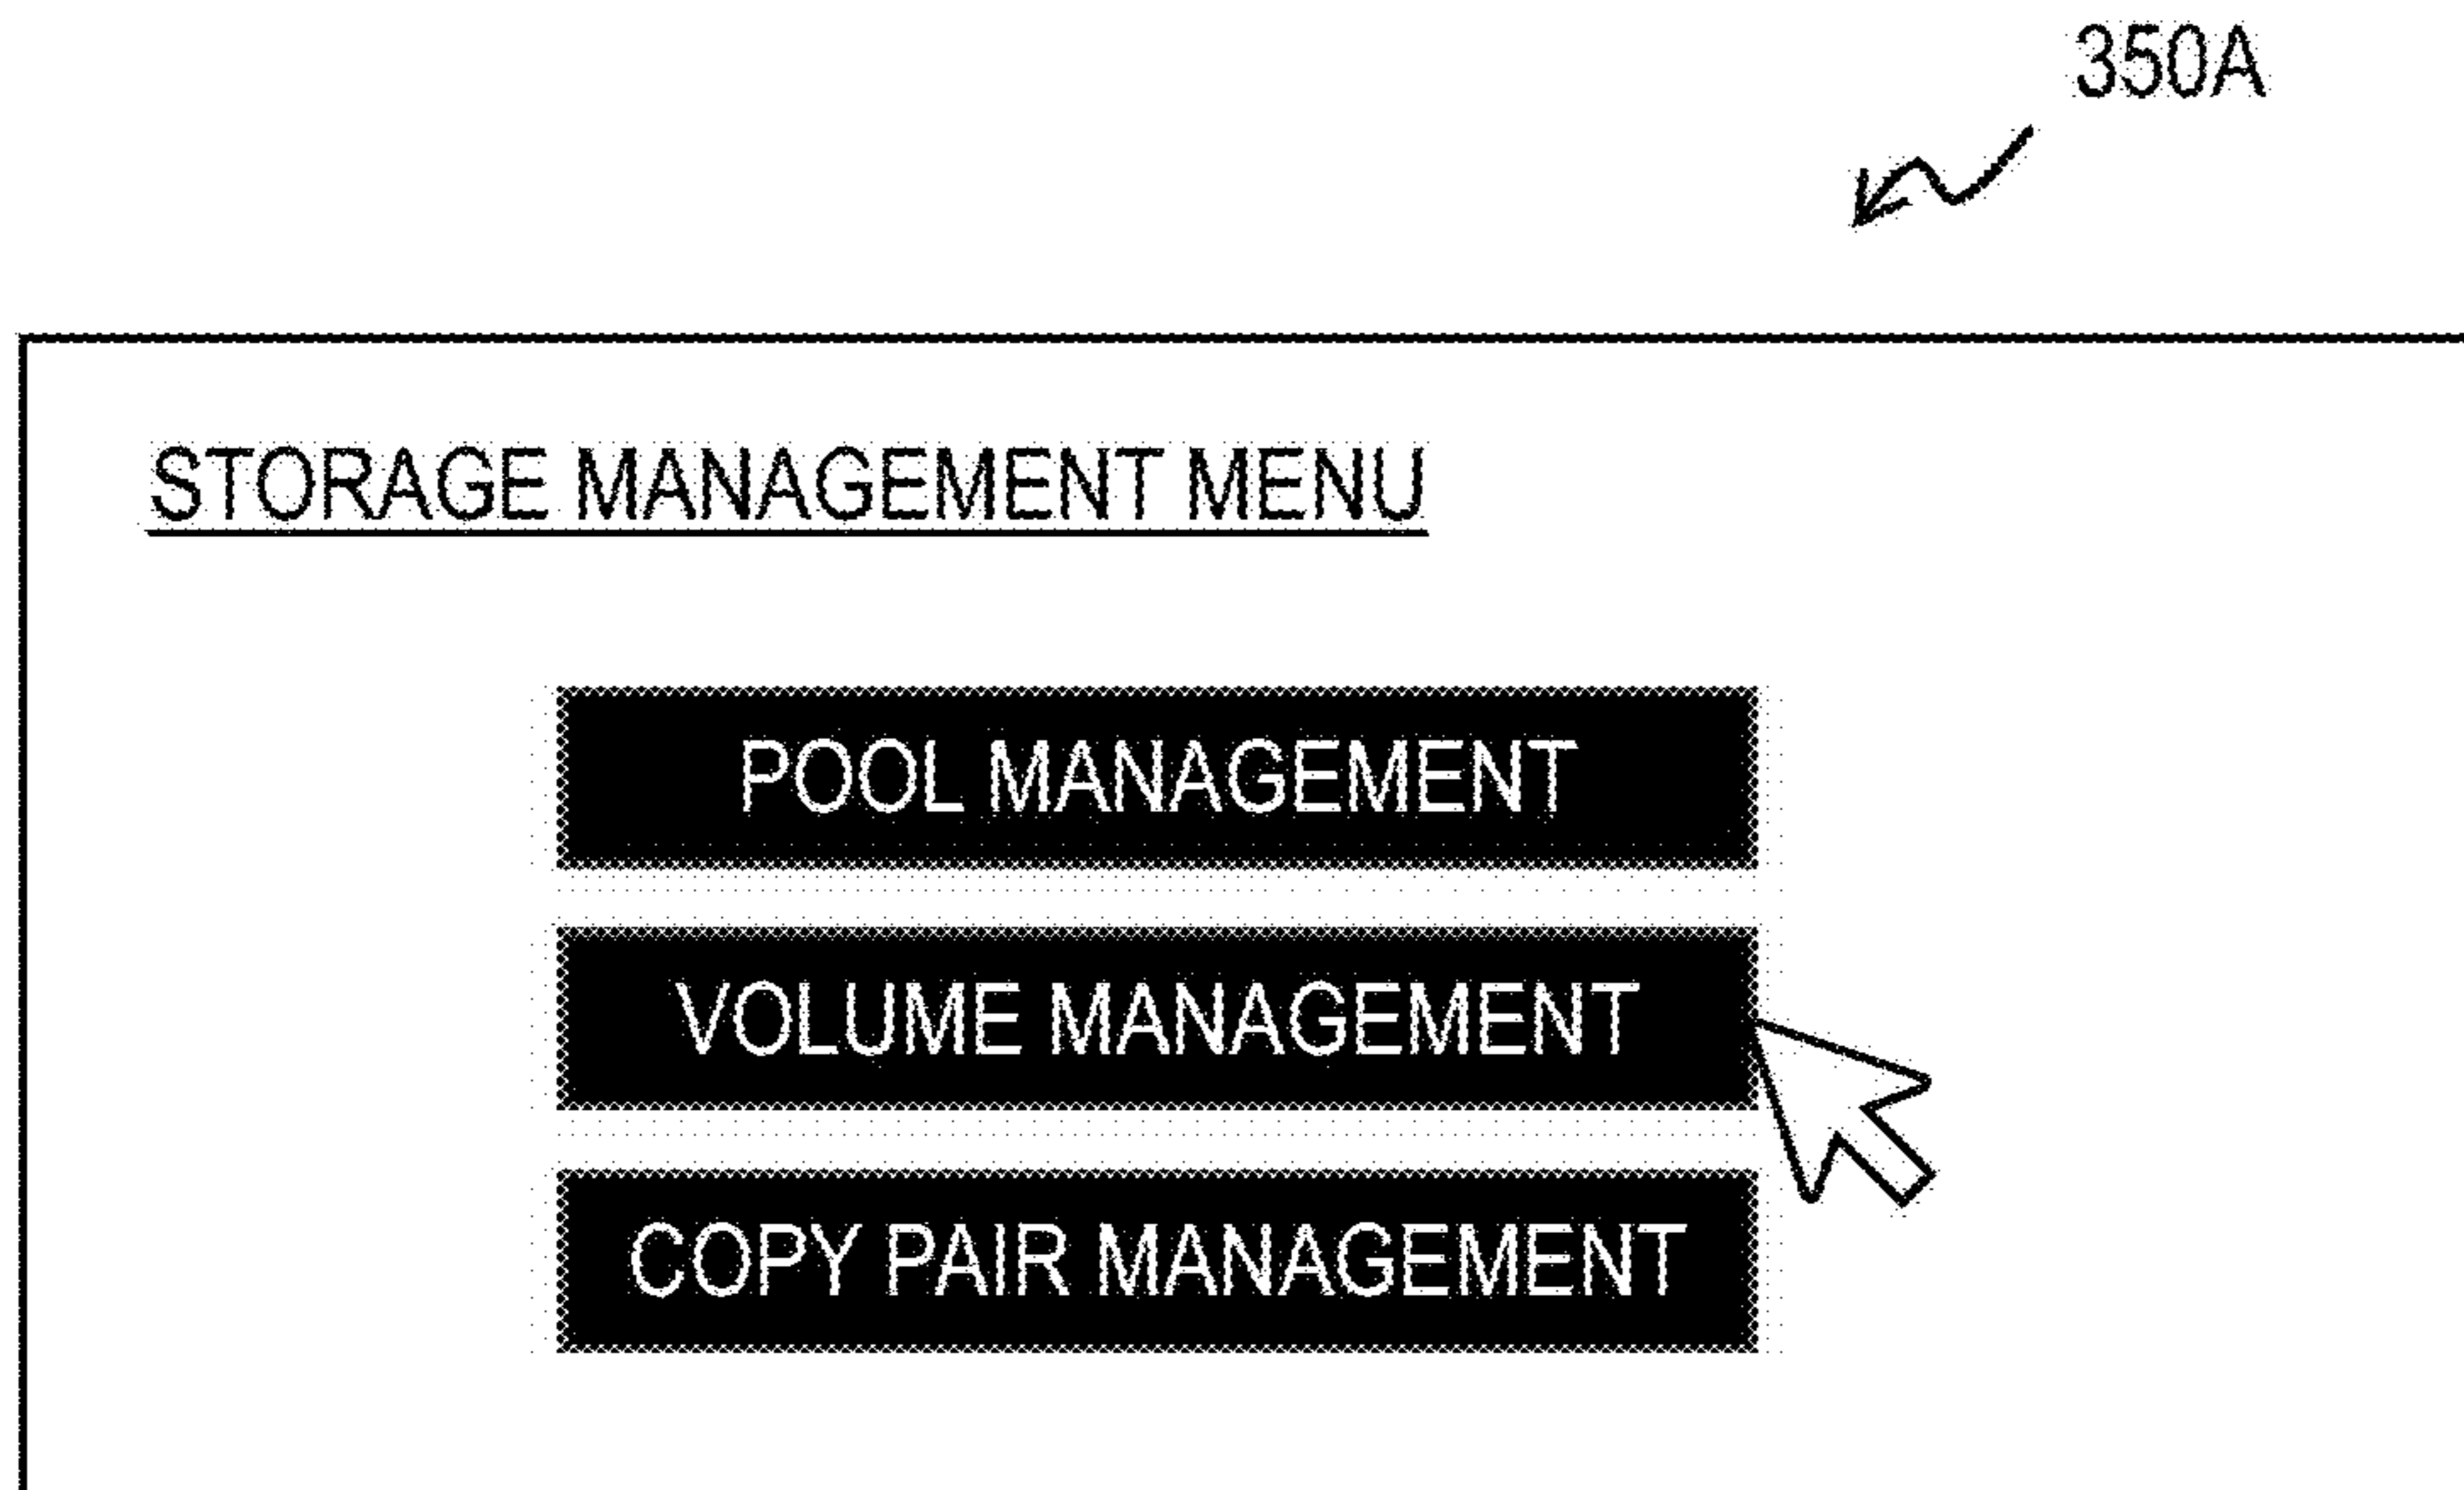 350A
STORAGE MANAGEMENT MENU
POOL MANAGEMENT
VOLUME MANAGEMENT
COPY PAIR MANAGEMENT